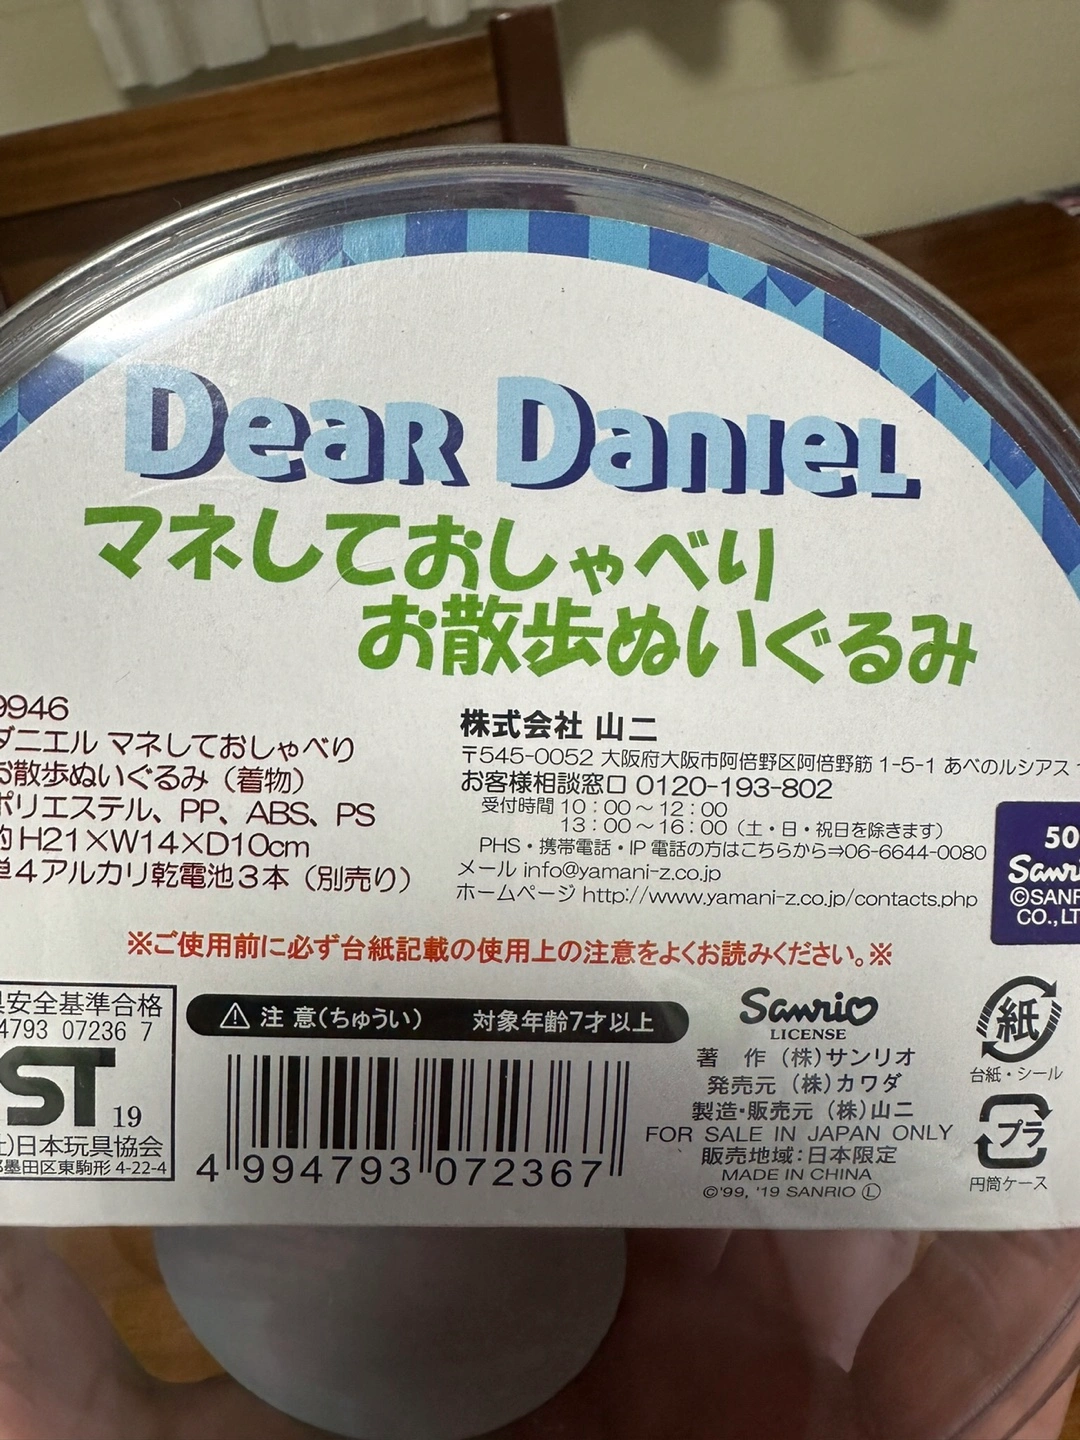 DEAR DANIEL
マネしておしゃべり
お散歩ぬいぐるみ
9946
ダニエル マネしておしゃべり
お散歩ぬいぐるみ（着物）
ポリエステル、PP、ABS、PS
約H21×W14×D10cm
単4アルカリ乾電池3本（別売り）
株式会社 山二
〒545-0052 大阪府大阪市阿倍野区阿倍野筋 1-5-1 あべのルシアス
お客様相談窓口 0120-193-802
受付時間 10：00～12：00
13：00～16：00（土・日・祝日を除きます）
PHS・携帯電話・IP電話の方はこちらから⇒06-6644-0080
メール info@yamani-z.co.jp
ホームページ http://www.yamani-z.co.jp/contacts.php
50
Sanri
©SANR
CO.,LT
※ご使用前に必ず台紙記載の使用上の注意をよくお読みください。※
具安全基準合格
4793 07236 7
ST 19
日本玩具協会
墨田区東駒形 4-22-4
⚠ 注意(ちゅうい) 対象年齢7才以上
4 994793 072367
Sanrio
LICENSE
著 作（株）サンリオ
発売元（株）カワダ
製造・販売元（株）山二
FOR SALE IN JAPAN ONLY
販売地域：日本限定
MADE IN CHINA
©'99, '19 SANRIO Ⓛ
紙
台紙・シール
プラ
円筒ケース